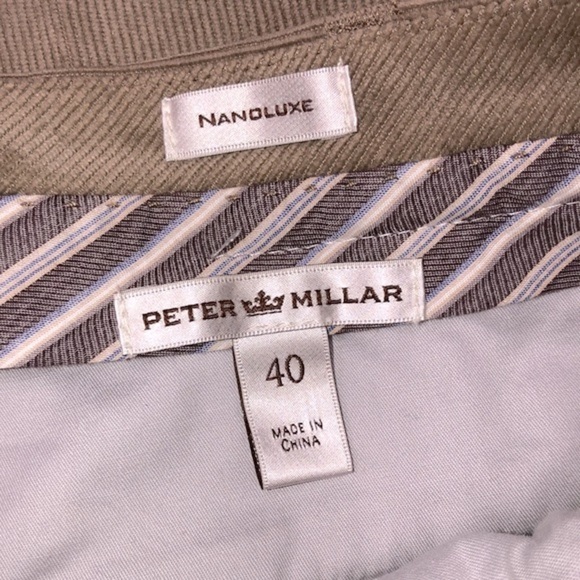 NANOLUXE
PETER MILLAR
40
MADE IN
CHINA